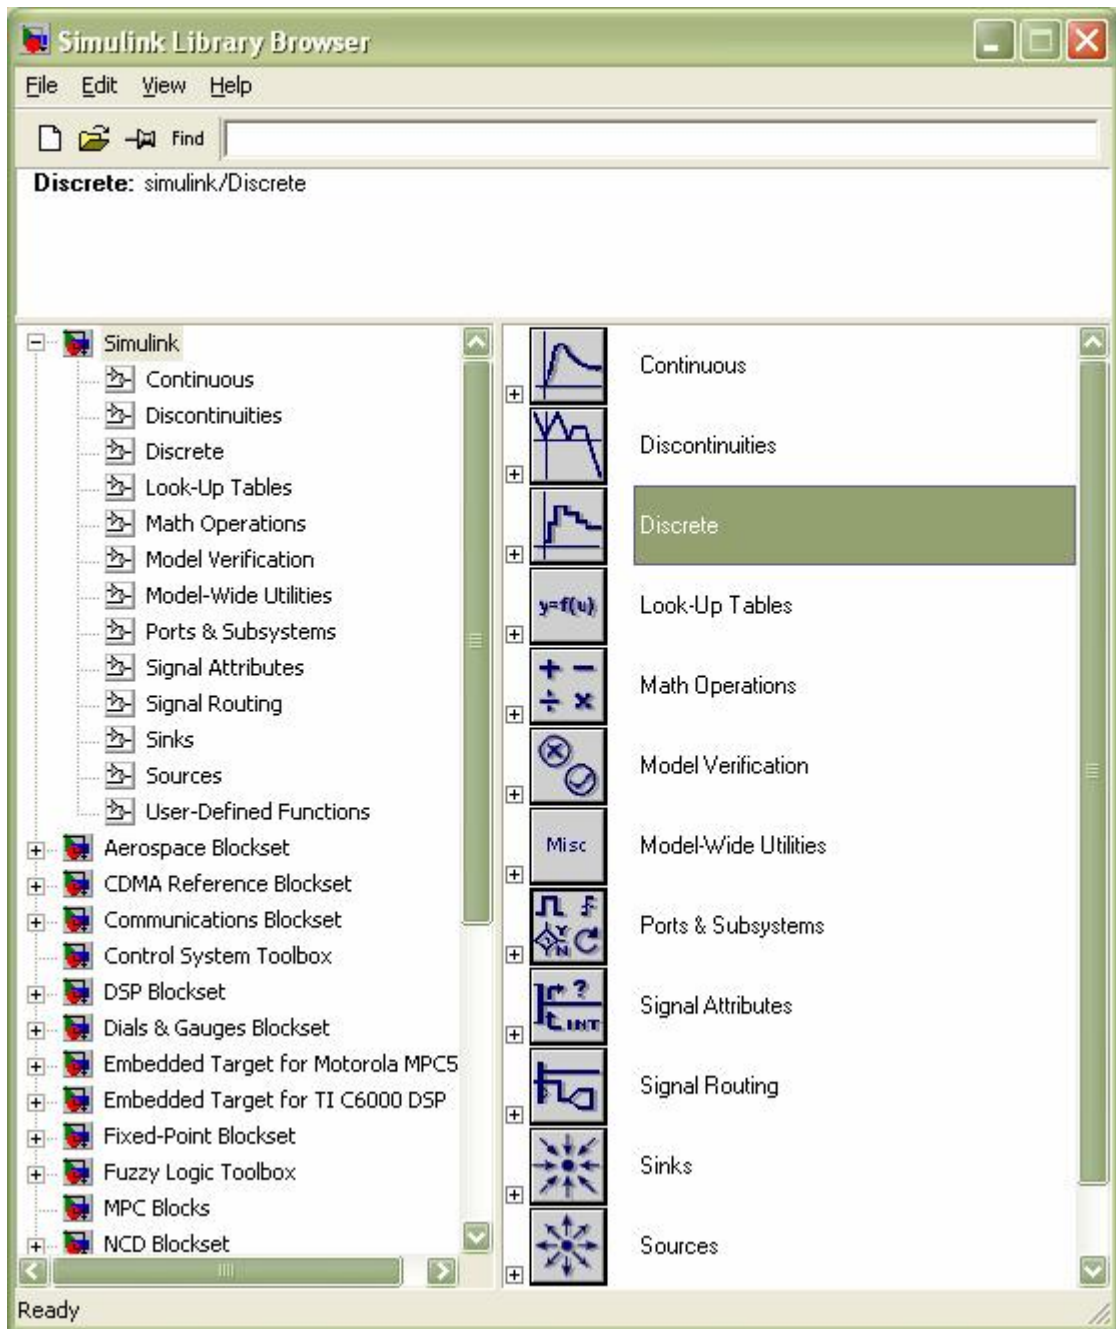 Simulink Library Browser
File Edit View Help
Find
Discrete: simulink/Discrete
Simulink
Continuous
Discontinuities
Discrete
Look-Up Tables
Math Operations
Model Verification
Model-Wide Utilities
Ports & Subsystems
Signal Attributes
Signal Routing
Sinks
Sources
User-Defined Functions
Aerospace Blockset
CDMA Reference Blockset
Communications Blockset
Control System Toolbox
DSP Blockset
Dials & Gauges Blockset
Embedded Target for Motorola MPC5
Embedded Target for TI C6000 DSP
Fixed-Point Blockset
Fuzzy Logic Toolbox
MPC Blocks
NCD Blockset
Continuous
Discontinuities
Discrete
y=f(u) Look-Up Tables
+ − ÷ × Math Operations
Model Verification
Misc Model-Wide Utilities
Y N Ports & Subsystems
? INT Signal Attributes
Signal Routing
Sinks
Sources
Ready